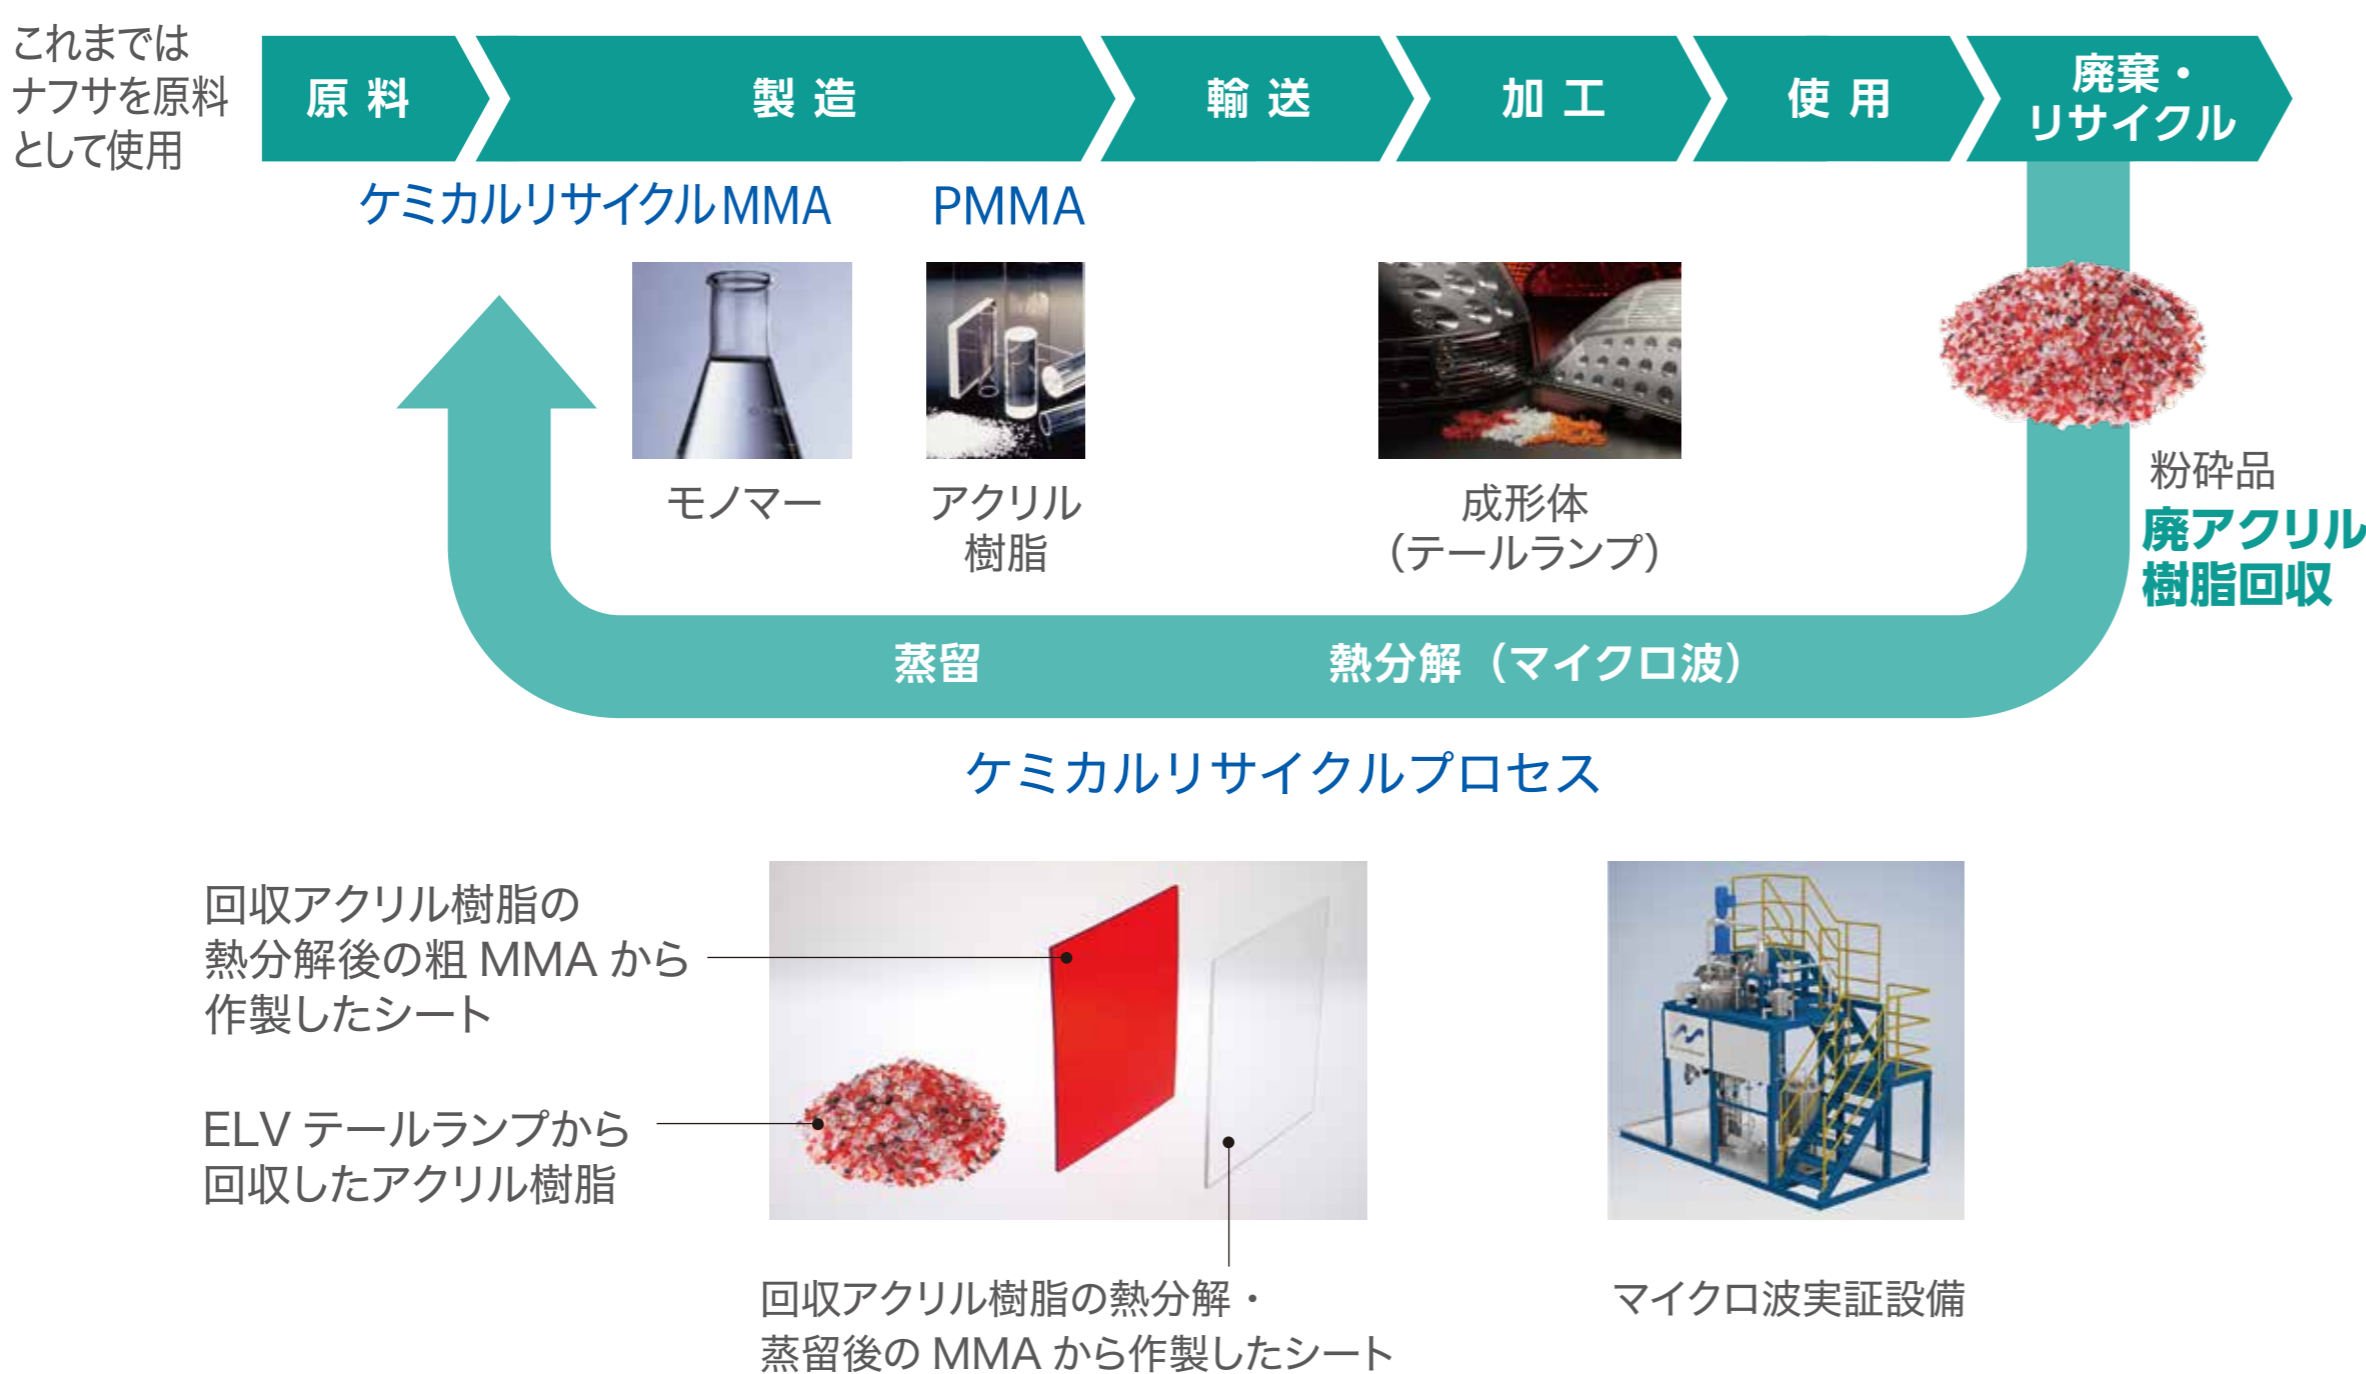 これまでは
ナフサを原料
として使用
原料
製造
輸送
加工
使用
廃棄・
リサイクル
ケミカルリサイクルMMA
PMMA
モノマー
アクリル
樹脂
成形体
（テールランプ）
粉砕品
廃アクリル
樹脂回収
蒸留
熱分解（マイクロ波）
ケミカルリサイクルプロセス
回収アクリル樹脂の
熱分解後の粗 MMA から
作製したシート
ELV テールランプから
回収したアクリル樹脂
回収アクリル樹脂の熱分解・
蒸留後の MMA から作製したシート
マイクロ波実証設備